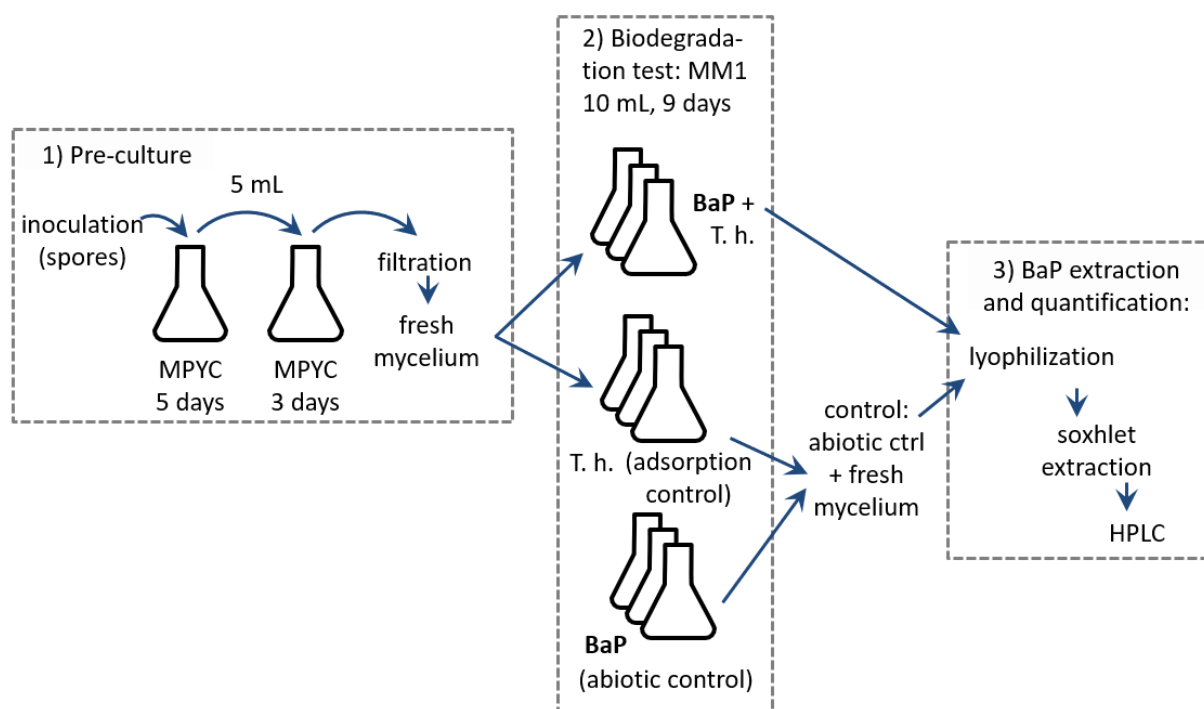 1) Pre-culture
5 mL
inoculation
(spores)
filtration
fresh
mycelium
MPYC
5 days
MPYC
3 days
2) Biodegrada-
tion test: MM1
10 mL, 9 days
BaP +
T. h.
T. h. (adsorption
control)
BaP
(abiotic control)
control:
abiotic ctrl
+ fresh
mycelium
3) BaP extraction
and quantification:
lyophilization
soxhlet
extraction
HPLC